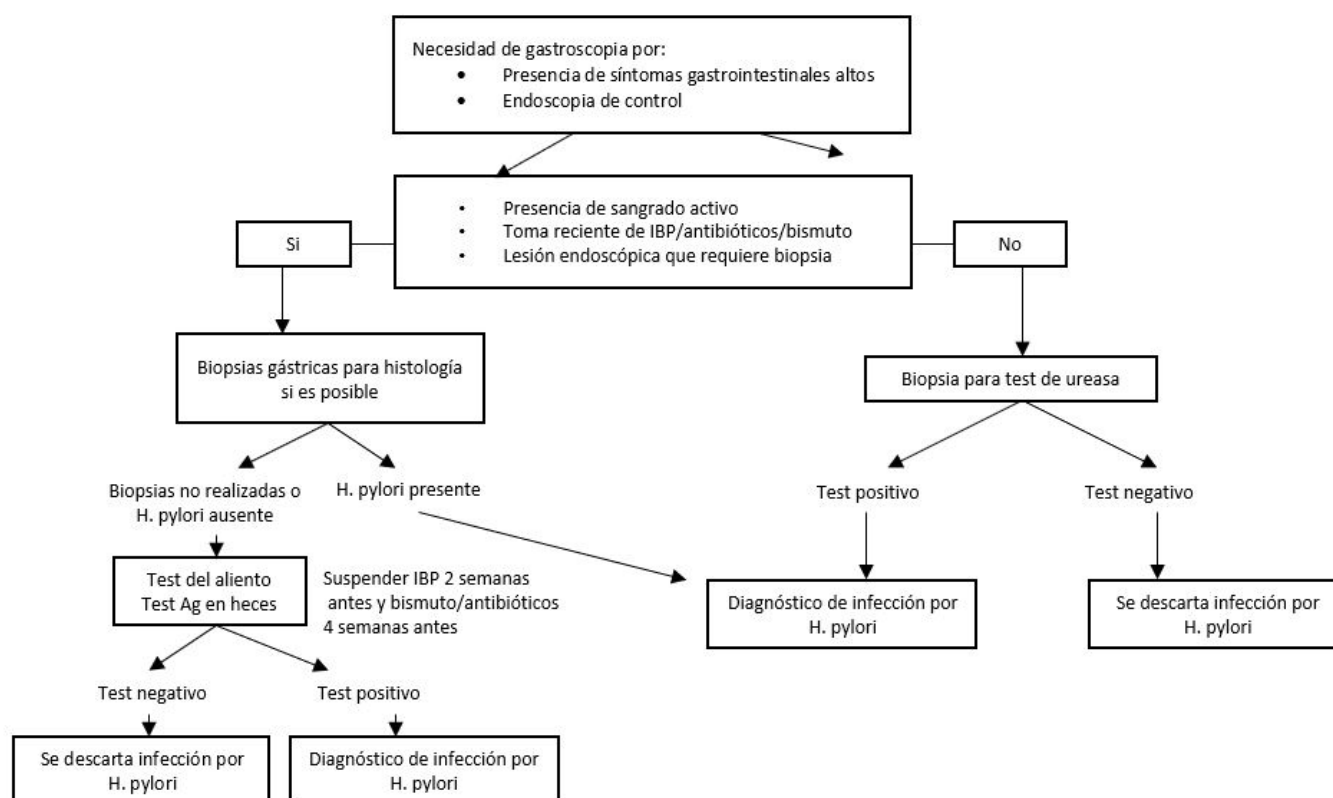 Necesidad de gastroscopia por:
• Presencia de síntomas gastrointestinales altos
• Endoscopia de control
• Presencia de sangrado activo
• Toma reciente de IBP/antibióticos/bismuto
• Lesión endoscópica que requiere biopsia
Si
No
Biopsias gástricas para histología
si es posible
Biopsia para test de ureasa
Biopsias no realizadas o
H. pylori ausente
H. pylori presente
Test positivo
Test negativo
Test del aliento
Test Ag en heces
Suspender IBP 2 semanas
antes y bismuto/antibióticos
4 semanas antes
Diagnóstico de infección por
H. pylori
Se descarta infección por
H. pylori
Test negativo
Test positivo
Se descarta infección por
H. pylori
Diagnóstico de infección por
H. pylori